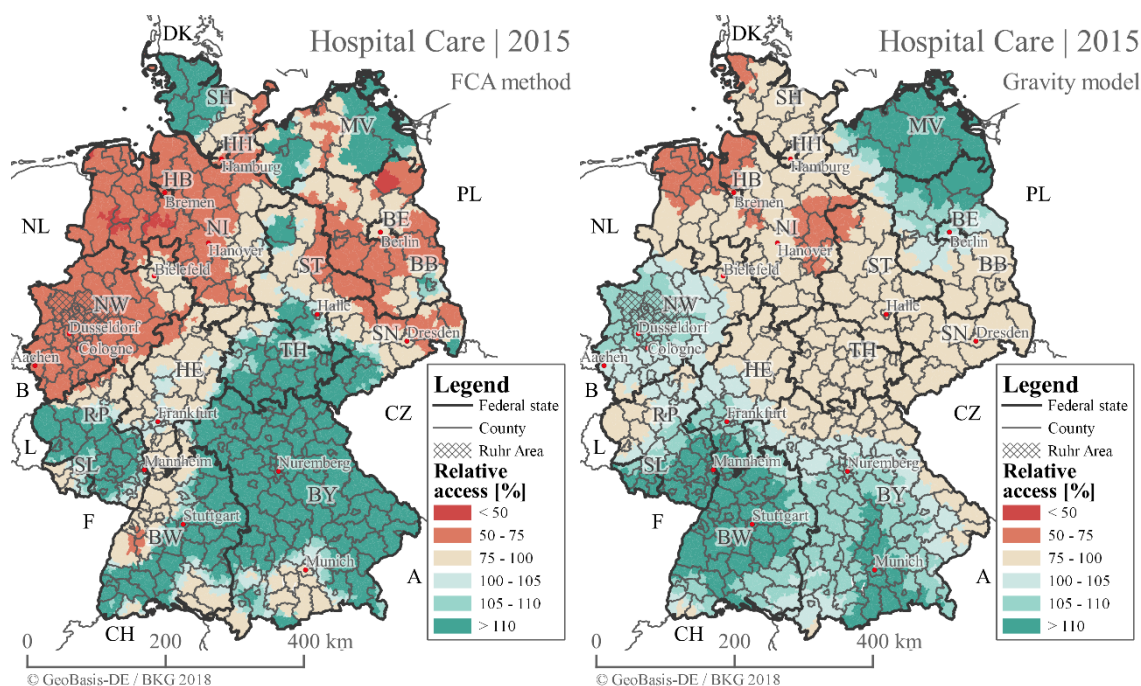 Hospital Care | 2015
FCA method
DK
SH
MV
HH
Hamburg
HB
Bremen
PL
NL
NI
BE
Berlin
Hanover
ST
BB
Bielefeld
NW
Halle
Dusseldorf
Cologne
SN
Dresden
Aachen
TH
HE
B
RP
Frankfurt
CZ
L
SL
Mannheim
Nuremberg
BY
F
Stuttgart
BW
Munich
A
CH
Legend
Federal state
County
Ruhr Area
Relative
access [%]
< 50
50 - 75
75 - 100
100 - 105
105 - 110
> 110
0 200 400 km
© GeoBasis-DE / BKG 2018
Hospital Care | 2015
Gravity model
DK
SH
MV
HH
Hamburg
HB
Bremen
PL
NL
NI
BE
Berlin
Hanover
ST
BB
Bielefeld
NW
Halle
Dusseldorf
Cologne
SN
Dresden
Aachen
TH
HE
B
RP
Frankfurt
CZ
L
SL
Mannheim
Nuremberg
BY
F
Stuttgart
BW
Munich
A
CH
Legend
Federal state
County
Ruhr Area
Relative
access [%]
< 50
50 - 75
75 - 100
100 - 105
105 - 110
> 110
0 200 400 km
© GeoBasis-DE / BKG 2018